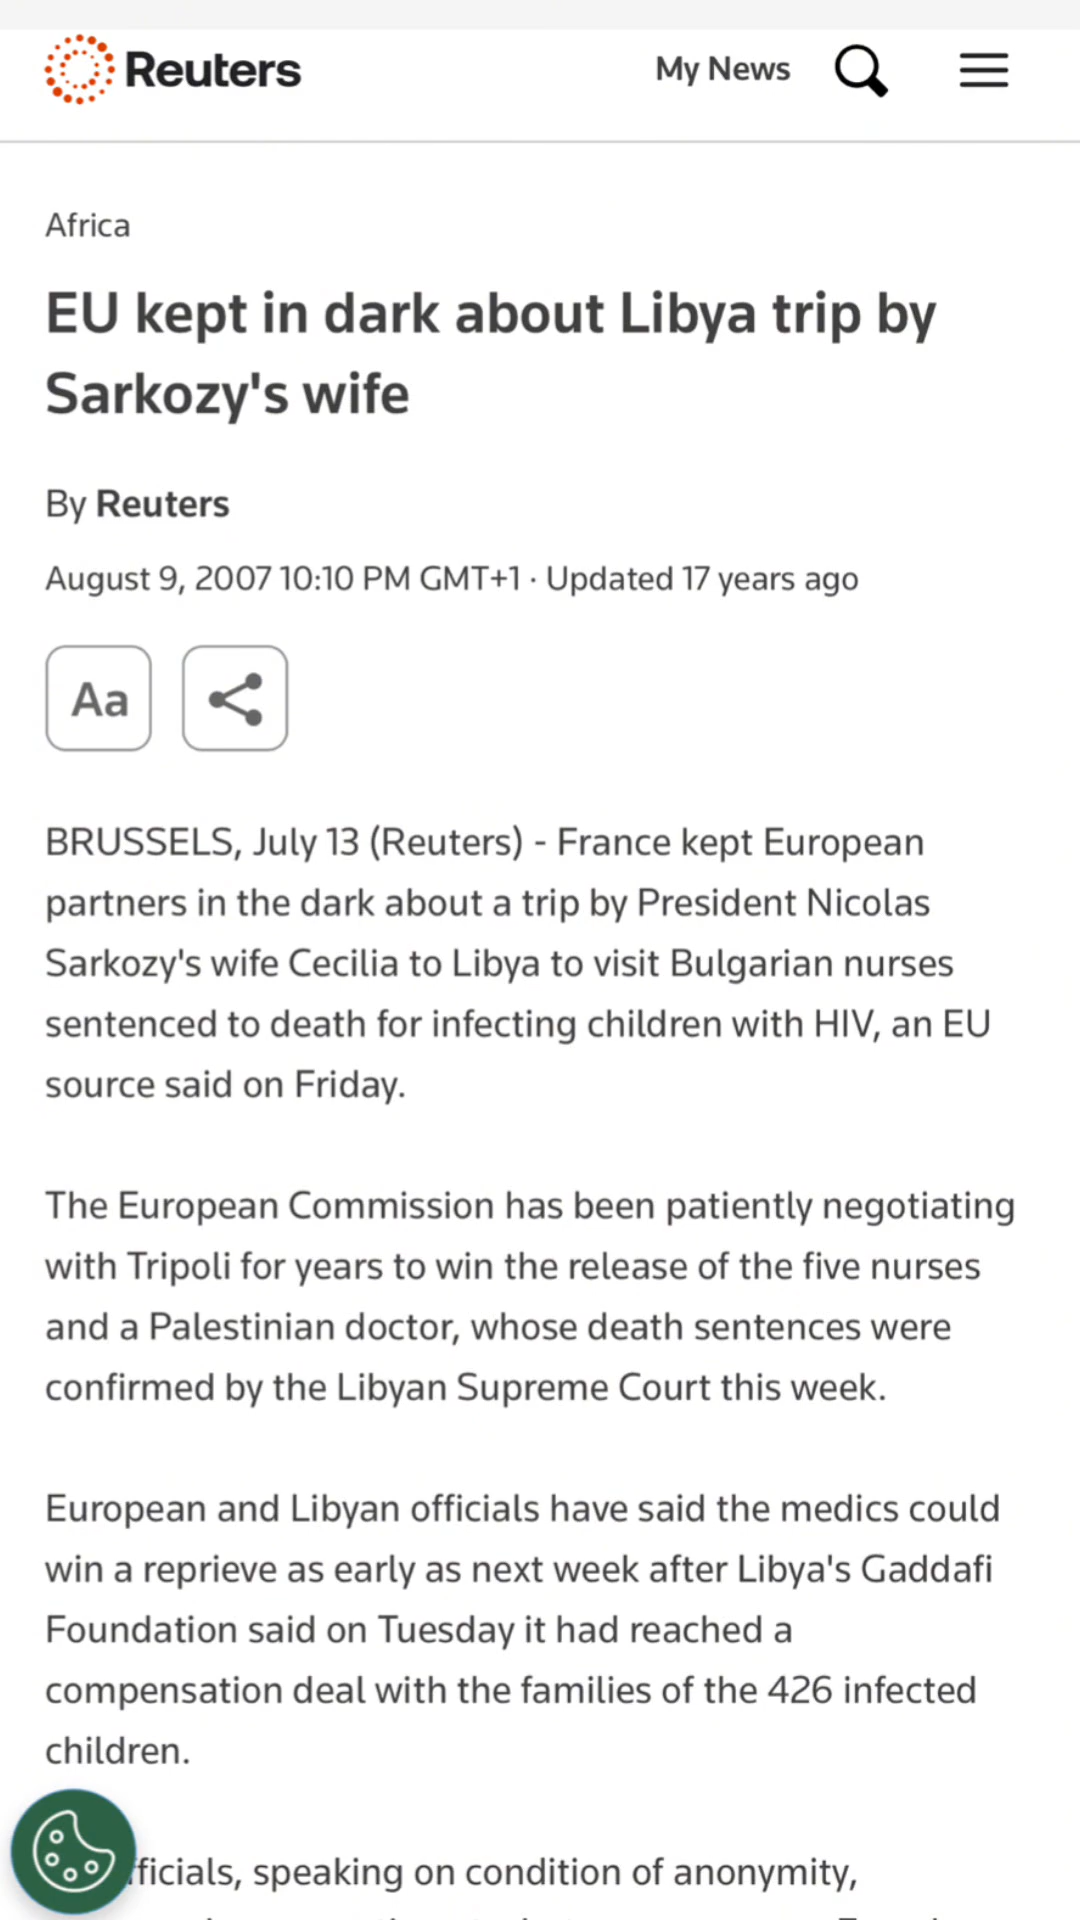 Reuters
My News
Africa
EU kept in dark about Libya trip by
Sarkozy's wife
By Reuters
August 9, 2007 10:10 PM GMT+1 · Updated 17 years ago
Aa
BRUSSELS, July 13 (Reuters) - France kept European
partners in the dark about a trip by President Nicolas
Sarkozy's wife Cecilia to Libya to visit Bulgarian nurses
sentenced to death for infecting children with HIV, an EU
source said on Friday.
The European Commission has been patiently negotiating
with Tripoli for years to win the release of the five nurses
and a Palestinian doctor, whose death sentences were
confirmed by the Libyan Supreme Court this week.
European and Libyan officials have said the medics could
win a reprieve as early as next week after Libya's Gaddafi
Foundation said on Tuesday it had reached a
compensation deal with the families of the 426 infected
children.
fficials, speaking on condition of anonymity,